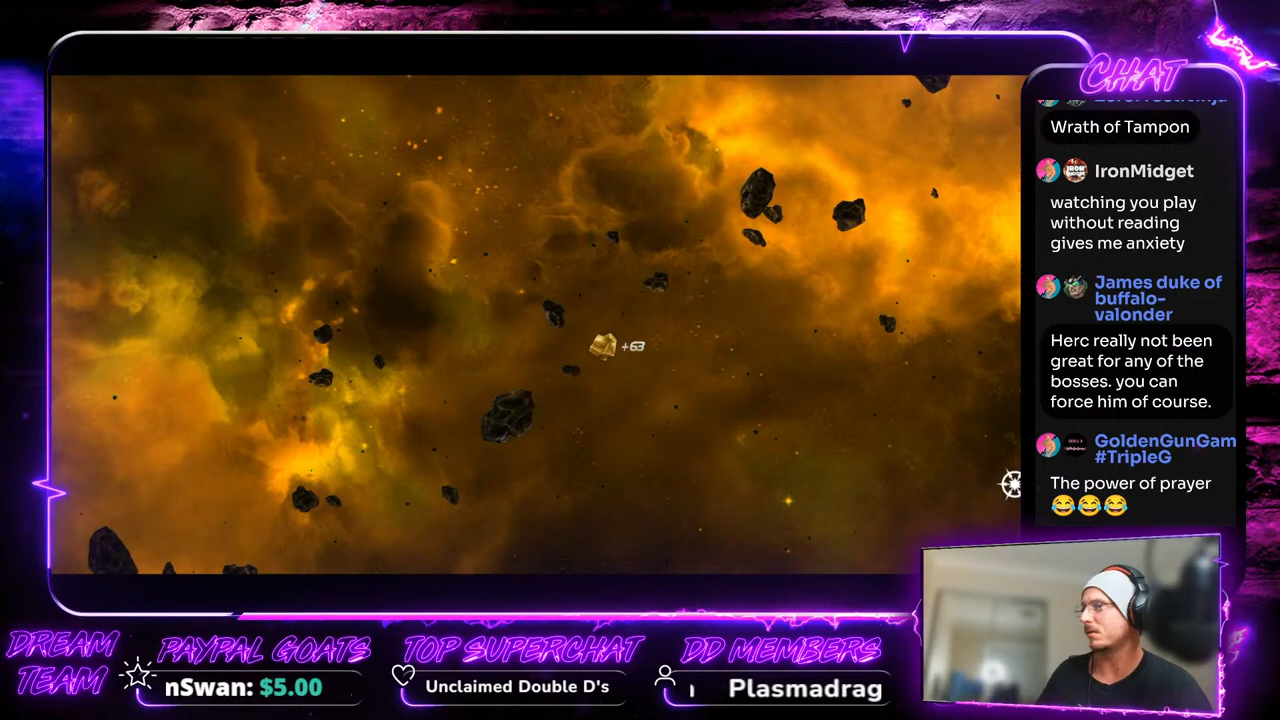 CHAT
Wrath of Tampon
IronMidget
watching you play
without reading
gives me anxiety
James duke of
buffalo-
valonder
Herc really not been
great for any of the
bosses. you can
force him of course.
GoldenGunGam
#TripleG
The power of prayer
😂😂😂
+63
DREAM
TEAM
PAYPAL GOATS
nSwan: $5.00
TOP SUPERCHAT
Unclaimed Double D's
DD MEMBERS
Plasmadrag